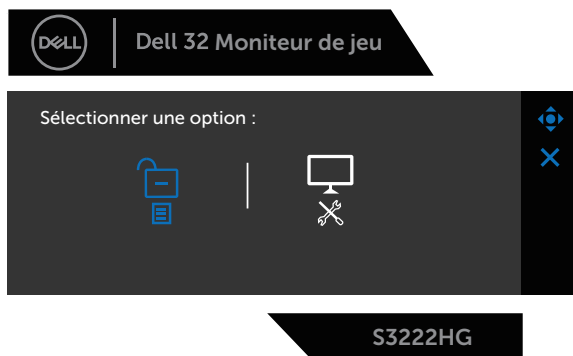 DELL
Dell 32 Moniteur de jeu
Sélectionner une option :
S3222HG